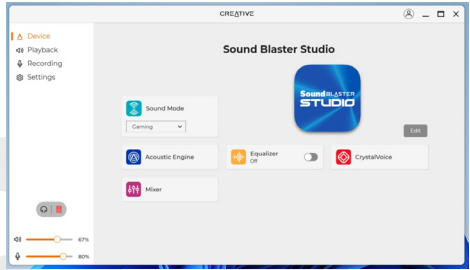 CREATIVE
Device
Playback
Recording
Settings
Sound Blaster Studio
Sound BLASTER
STUDIO
Sound Mode
Gaming
Edit
Acoustic Engine
Equalizer
Off
CrystalVoice
Mixer
67%
80%